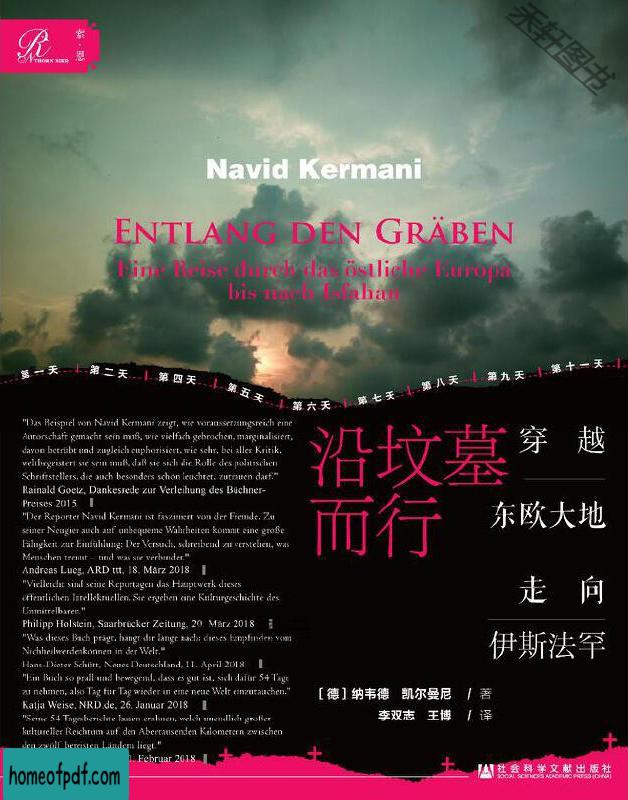 索·恩
THORN BIRD
禾轩图书
Navid Kermani
ENTLANG DEN GRÄBEN
Eine Reise durch das östliche Europa
bis nach Isfahan
第一天 第二天 第四天 第五天 第六天 第七天 第八天 第九天 第十一天
"Das Beispiel von Navid Kermani zeigt, wie voraussetzungsreich eine
Autorschaft gemacht sein muß, wie vielfach gebrochen, marginalisiert,
davon betrübt und zugleich euphorisiert, wie sehr, bei aller Kritik,
weltbegeistert sie sein muß, daß sie sich die Rolle des politischen
Schriftstellers, die auch besonders schön leuchtet, zutrauen darf."
Rainald Goetz, Dankesrede zur Verleihung des Büchner-
Preises 2015
"Der Reporter Navid Kermani ist fasziniert von der Fremde. Zu
seiner Neugier auch auf unbequeme Wahrheiten kommt eine große
Fähigkeit zur Einfühlung: Der Versuch, schreibend zu verstehen, was
Menschen trennt – und was sie verbindet."
Andreas Lueg, ARD ttt, 18. März 2018
"Vielleicht sind seine Reportagen das Hauptwerk dieses
öffentlichen Intellektuellen. Sie ergeben eine Kulturgeschichte des
Unmittelbaren."
Philipp Holstein, Saarbrücker Zeitung, 20. März 2018
"Was dieses Buch prägt, hängt dir lange nach: dieses Empfinden vom
Nichtheilwerdenkönnen in der Welt."
Hans-Dieter Schütt, Neues Deutschland, 11. April 2018
"Ein Buch so prall und bewegend, dass es gut ist, sich dafür 54 Tage
zu nehmen, also Tag für Tag wieder in eine neue Welt einzutauchen."
Katja Weise, NRD.de, 26. Januar 2018
"Seine 54 Tagesberichte lassen erahnen, welch unendlich großer
kultureller Reichtum auf den Abertausenden Kilometern zwischen
den zwölf bereisten Ländern liegt."
1. Februar 2018
沿坟墓
而行
穿越
东欧大地
走向
伊斯法罕
[德]纳韦德 凯尔曼尼 / 著
李双志 王博 / 译
社会科学文献出版社
SOCIAL SCIENCES ACADEMIC PRESS (CHINA)
homeofpdf.com